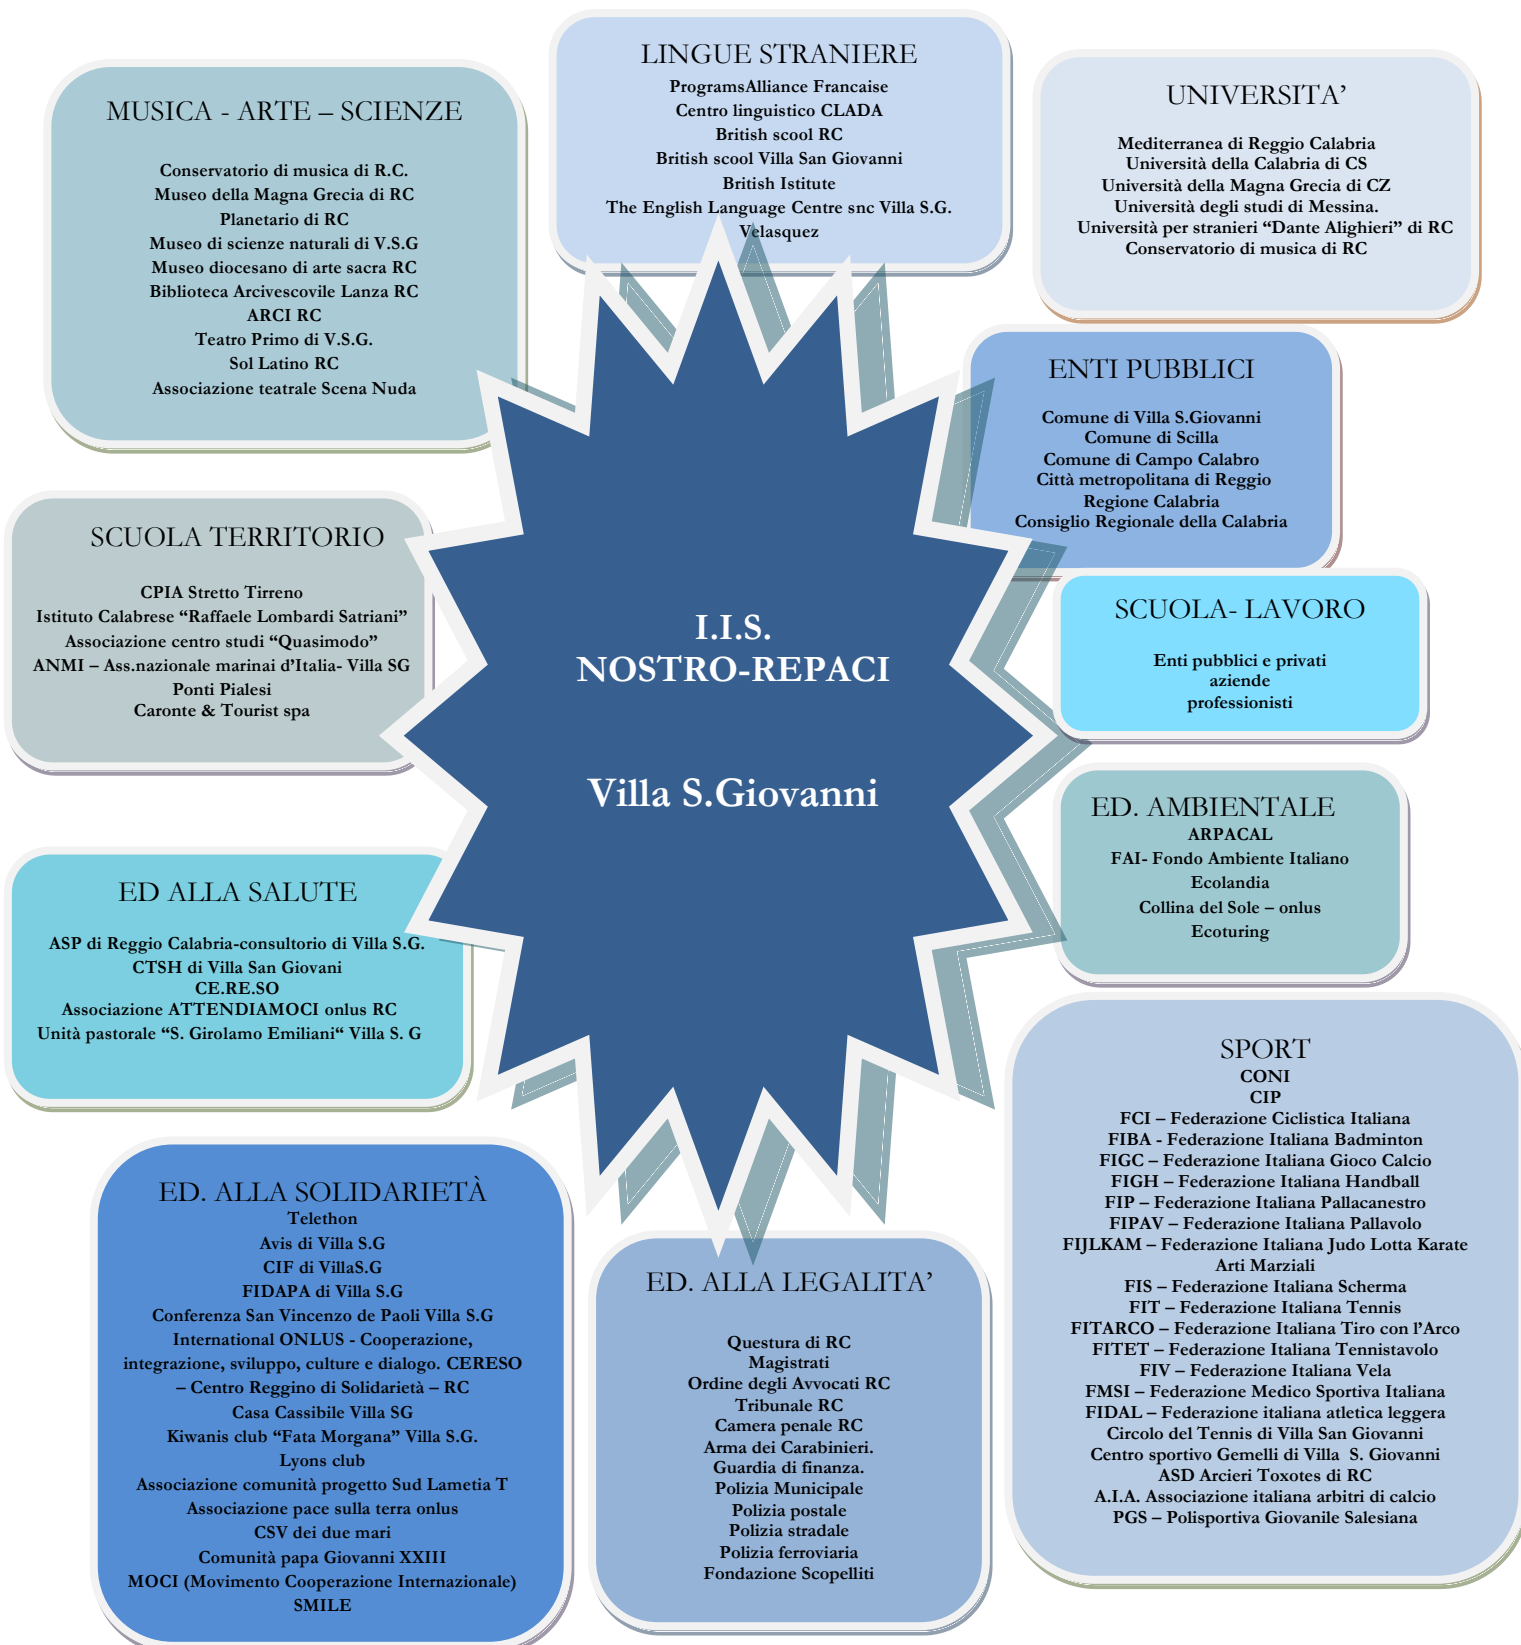 LINGUE STRANIERE
ProgramsAlliance Francaise
Centro linguistico CLADA
British scool RC
British scool Villa San Giovanni
British Istitute
The English Language Centre snc Villa S.G.
Velasquez
MUSICA - ARTE – SCIENZE
Conservatorio di musica di R.C.
Museo della Magna Grecia di RC
Planetario di RC
Museo di scienze naturali di V.S.G
Museo diocesano di arte sacra RC
Biblioteca Arcivescovile Lanza RC
ARCI RC
Teatro Primo di V.S.G.
Sol Latino RC
Associazione teatrale Scena Nuda
UNIVERSITA’
Mediterranea di Reggio Calabria
Università della Calabria di CS
Università della Magna Grecia di CZ
Università degli studi di Messina.
Università per stranieri “Dante Alighieri” di RC
Conservatorio di musica di RC
ENTI PUBBLICI
Comune di Villa S.Giovanni
Comune di Scilla
Comune di Campo Calabro
Città metropolitana di Reggio
Regione Calabria
Consiglio Regionale della Calabria
SCUOLA TERRITORIO
CPIA Stretto Tirreno
Istituto Calabrese “Raffaele Lombardi Satriani”
Associazione centro studi “Quasimodo”
ANMI – Ass.nazionale marinai d’Italia- Villa SG
Ponti Pialesi
Caronte & Tourist spa
I.I.S.
NOSTRO-REPACI
Villa S.Giovanni
SCUOLA- LAVORO
Enti pubblici e privati
aziende
professionisti
ED. AMBIENTALE
ARPACAL
FAI- Fondo Ambiente Italiano
Ecolandia
Collina del Sole – onlus
Ecoturing
ED ALLA SALUTE
ASP di Reggio Calabria-consultorio di Villa S.G.
CTSH di Villa San Giovani
CE.RE.SO
Associazione ATTENDIAMOCI onlus RC
Unità pastorale “S. Girolamo Emiliani“ Villa S. G
SPORT
CONI
CIP
FCI – Federazione Ciclistica Italiana
FIBA - Federazione Italiana Badminton
FIGC – Federazione Italiana Gioco Calcio
FIGH – Federazione Italiana Handball
FIP – Federazione Italiana Pallacanestro
FIPAV – Federazione Italiana Pallavolo
FIJLKAM – Federazione Italiana Judo Lotta Karate
Arti Marziali
FIS – Federazione Italiana Scherma
FIT – Federazione Italiana Tennis
FITARCO – Federazione Italiana Tiro con l’Arco
FITET – Federazione Italiana Tennistavolo
FIV – Federazione Italiana Vela
FMSI – Federazione Medico Sportiva Italiana
FIDAL – Federazione italiana atletica leggera
Circolo del Tennis di Villa San Giovanni
Centro sportivo Gemelli di Villa S. Giovanni
ASD Arcieri Toxotes di RC
A.I.A. Associazione italiana arbitri di calcio
PGS – Polisportiva Giovanile Salesiana
ED. ALLA SOLIDARIETÀ
Telethon
Avis di Villa S.G
CIF di VillaS.G
FIDAPA di Villa S.G
Conferenza San Vincenzo de Paoli Villa S.G
International ONLUS - Cooperazione,
integrazione, sviluppo, culture e dialogo. CERESO
– Centro Reggino di Solidarietà – RC
Casa Cassibile Villa SG
Kiwanis club “Fata Morgana” Villa S.G.
Lyons club
Associazione comunità progetto Sud Lametia T
Associazione pace sulla terra onlus
CSV dei due mari
Comunità papa Giovanni XXIII
MOCI (Movimento Cooperazione Internazionale)
SMILE
ED. ALLA LEGALITA’
Questura di RC
Magistrati
Ordine degli Avvocati RC
Tribunale RC
Camera penale RC
Arma dei Carabinieri.
Guardia di finanza.
Polizia Municipale
Polizia postale
Polizia stradale
Polizia ferroviaria
Fondazione Scopelliti